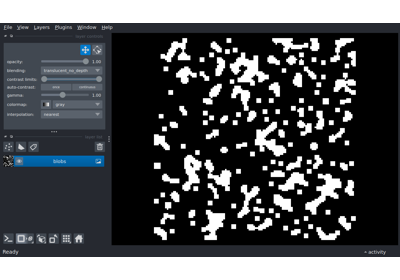 File View Layers Plugins Window Help
opacity: 1.00
blending: translucent_no_depth
contrast limits:
auto-contrast: once continuous
gamma: 1.00
colormap: gray
interpolation: nearest
blobs
Ready
activity